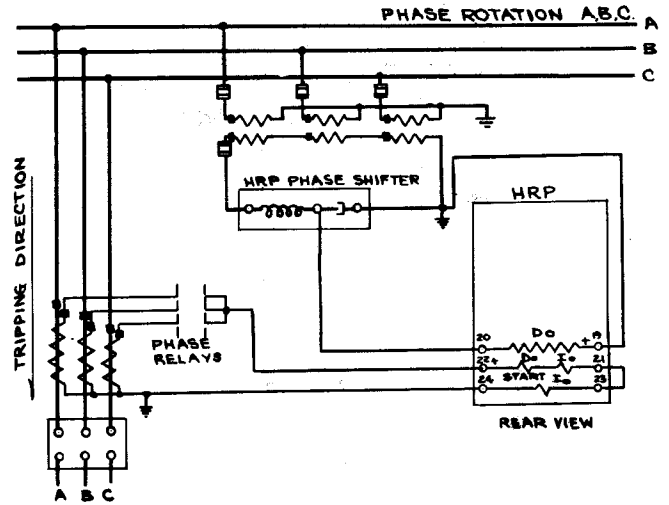 PHASE ROTATION A,B,C.
A
B
C
HRP PHASE SHIFTER
HRP
TRIPPING DIRECTION
PHASE
RELAYS
20
Do
+
19
22+
Do
Io
21
START
24
Io
23
REAR VIEW
A B C